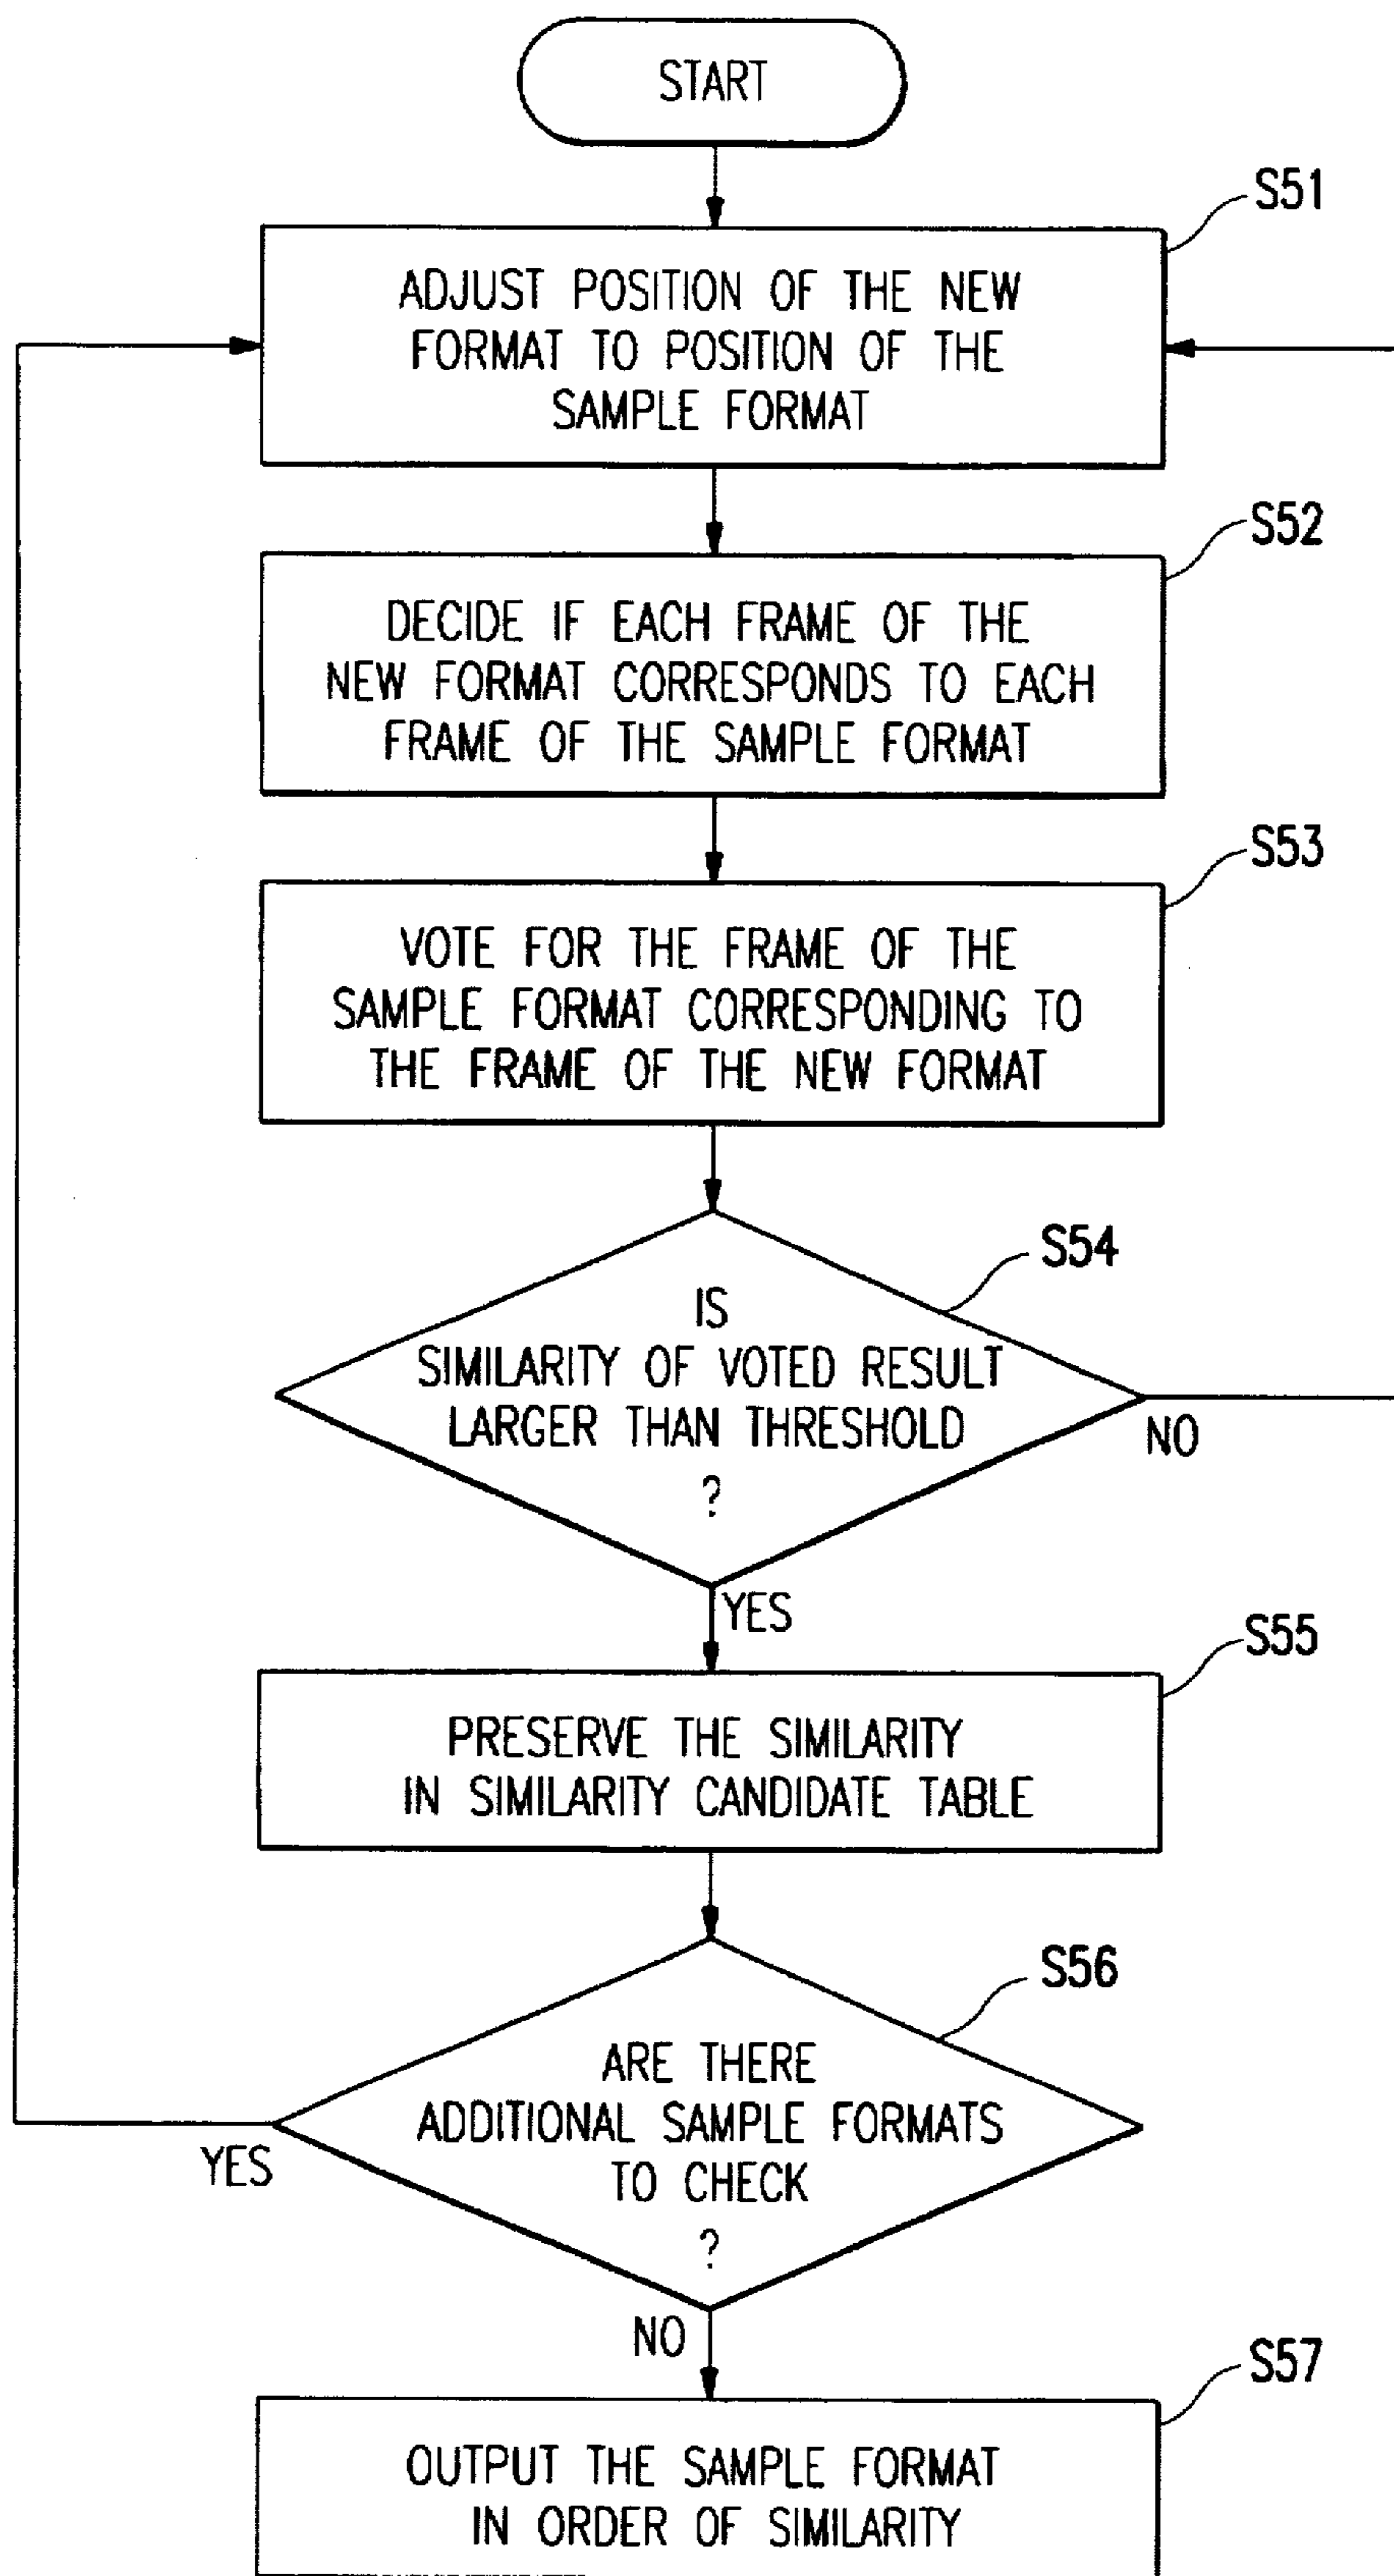 START
S51
ADJUST POSITION OF THE NEW
FORMAT TO POSITION OF THE
SAMPLE FORMAT
S52
DECIDE IF EACH FRAME OF THE
NEW FORMAT CORRESPONDS TO EACH
FRAME OF THE SAMPLE FORMAT
S53
VOTE FOR THE FRAME OF THE
SAMPLE FORMAT CORRESPONDING TO
THE FRAME OF THE NEW FORMAT
S54
IS
SIMILARITY OF VOTED RESULT
LARGER THAN THRESHOLD
?
NO
YES
S55
PRESERVE THE SIMILARITY
IN SIMILARITY CANDIDATE TABLE
S56
ARE THERE
ADDITIONAL SAMPLE FORMATS
TO CHECK
?
YES
NO
S57
OUTPUT THE SAMPLE FORMAT
IN ORDER OF SIMILARITY